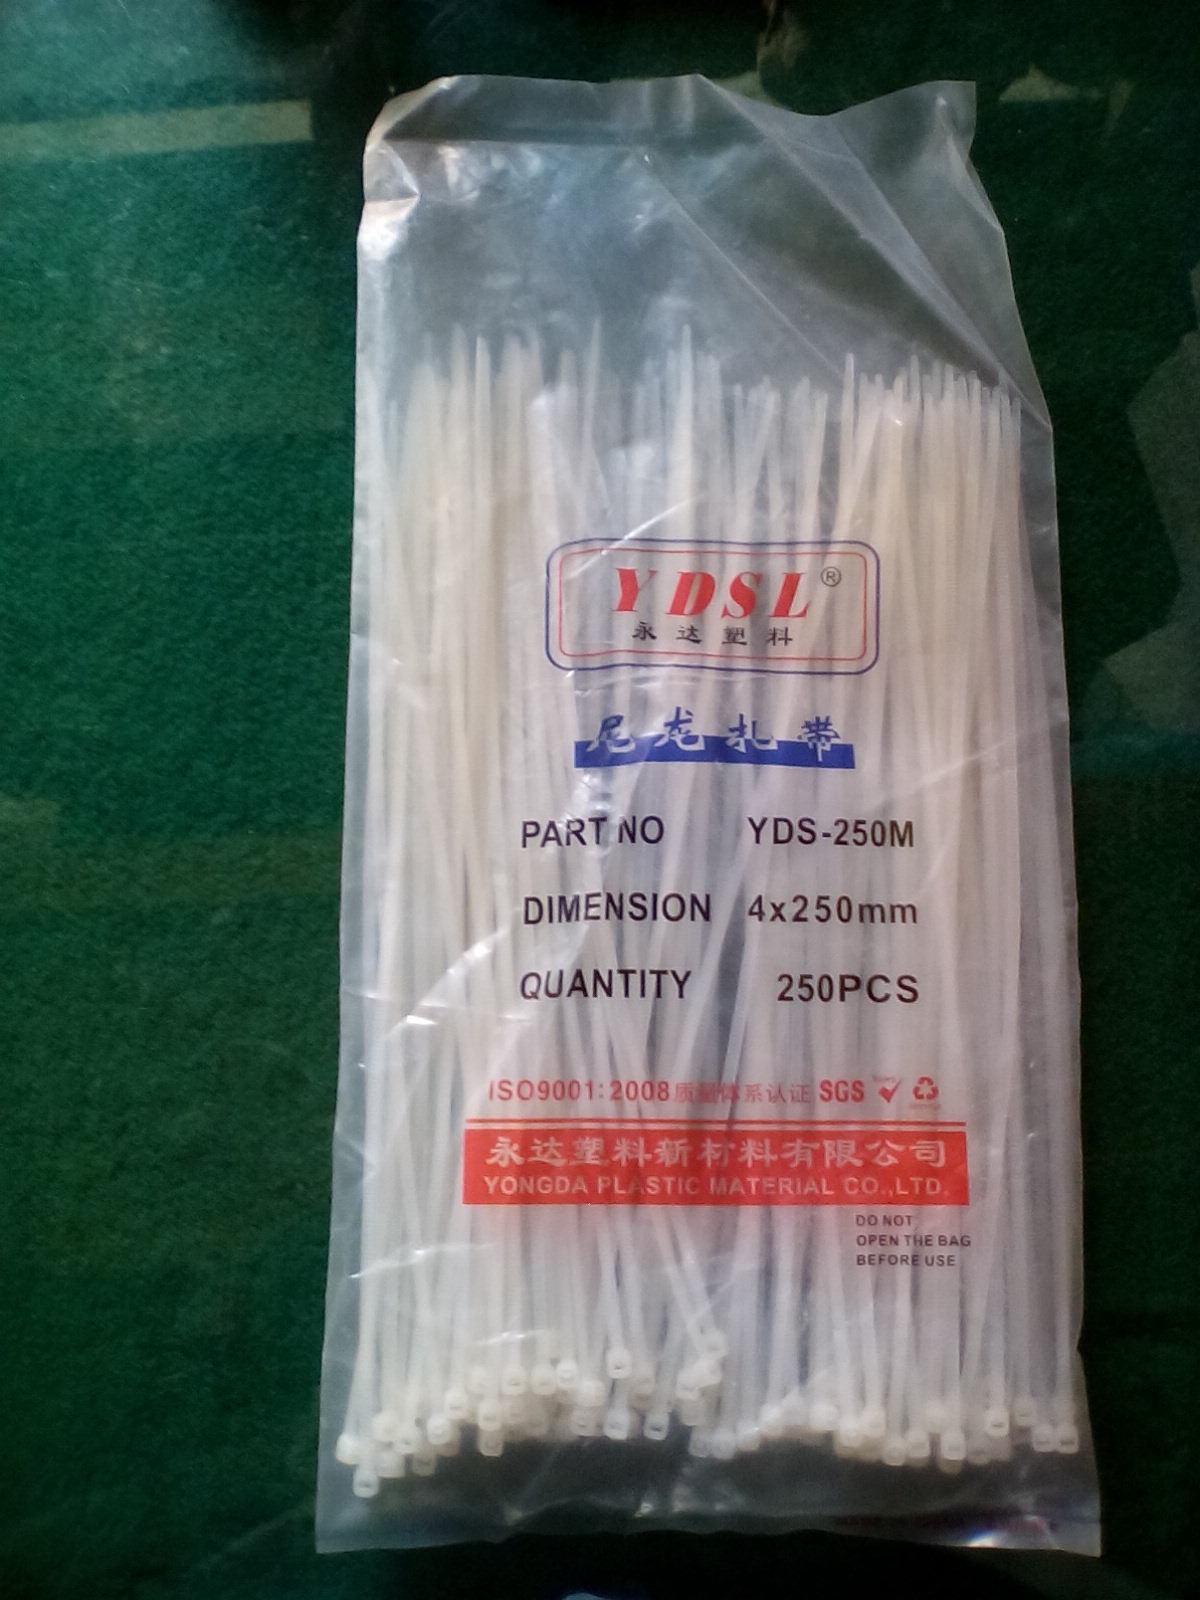 YDSL®
永达塑料
尼龙扎带
PART NO YDS-250M
DIMENSION 4x250mm
QUANTITY 250PCS
ISO9001:2008质量体系认证 SGS
永达塑料新材料有限公司
YONGDA PLASTIC MATERIAL CO.,LTD.
DO NOT
OPEN THE BAG
BEFORE USE